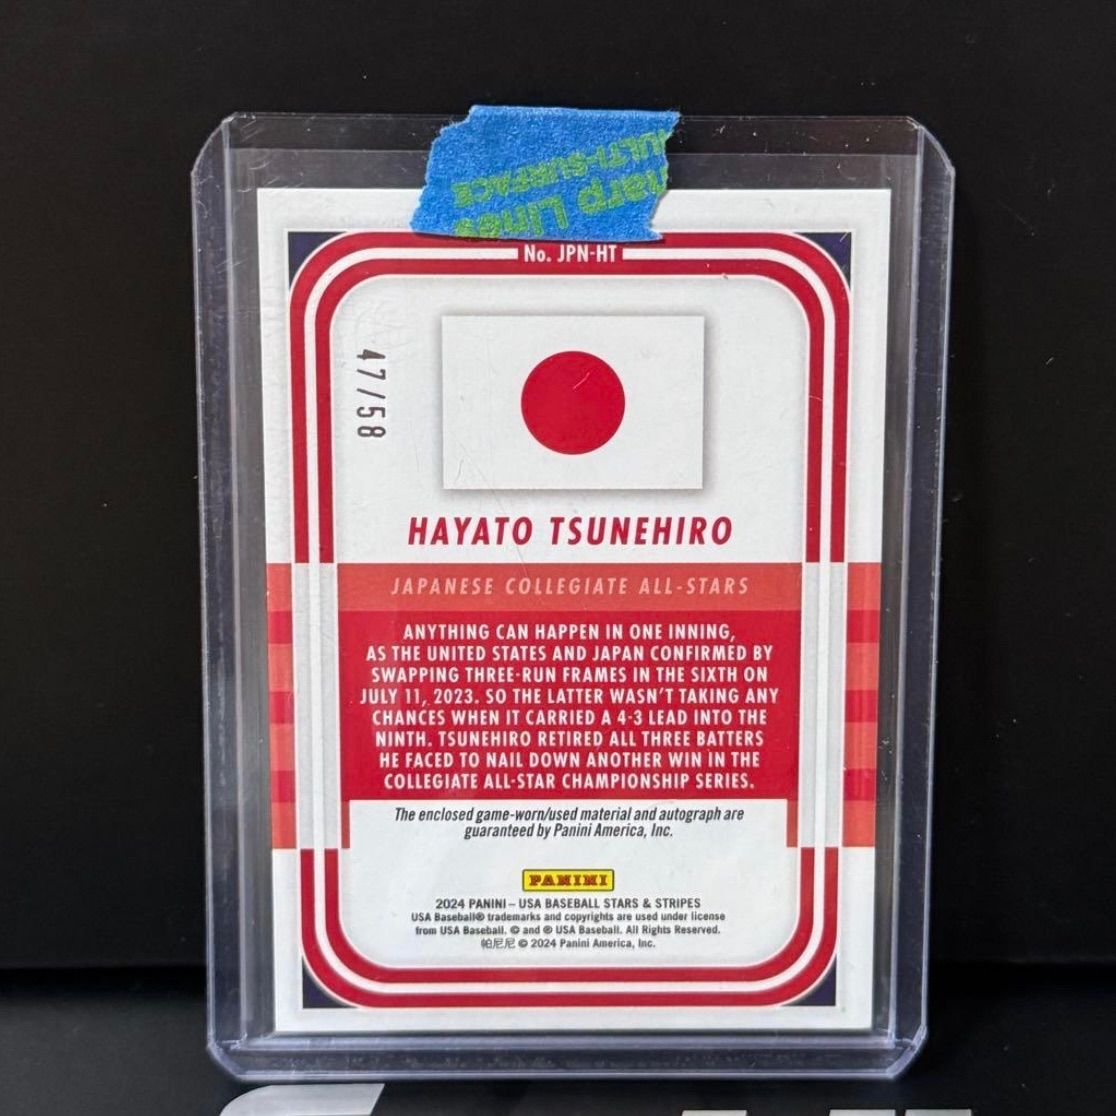 MULTI-SURFACE
Sharp Lines
No. JPN-HT
47/58
HAYATO TSUNEHIRO
JAPANESE COLLEGIATE ALL-STARS
ANYTHING CAN HAPPEN IN ONE INNING,
AS THE UNITED STATES AND JAPAN CONFIRMED BY
SWAPPING THREE-RUN FRAMES IN THE SIXTH ON
JULY 11, 2023. SO THE LATTER WASN'T TAKING ANY
CHANCES WHEN IT CARRIED A 4-3 LEAD INTO THE
NINTH. TSUNEHIRO RETIRED ALL THREE BATTERS
HE FACED TO NAIL DOWN ANOTHER WIN IN THE
COLLEGIATE ALL-STAR CHAMPIONSHIP SERIES.
The enclosed game-worn/used material and autograph are
guaranteed by Panini America, Inc.
PANINI
2024 PANINI – USA BASEBALL STARS & STRIPES
USA Baseball® trademarks and copyrights are used under license
from USA Baseball. © and ® USA Baseball. All Rights Reserved.
帕尼尼 © 2024 Panini America, Inc.